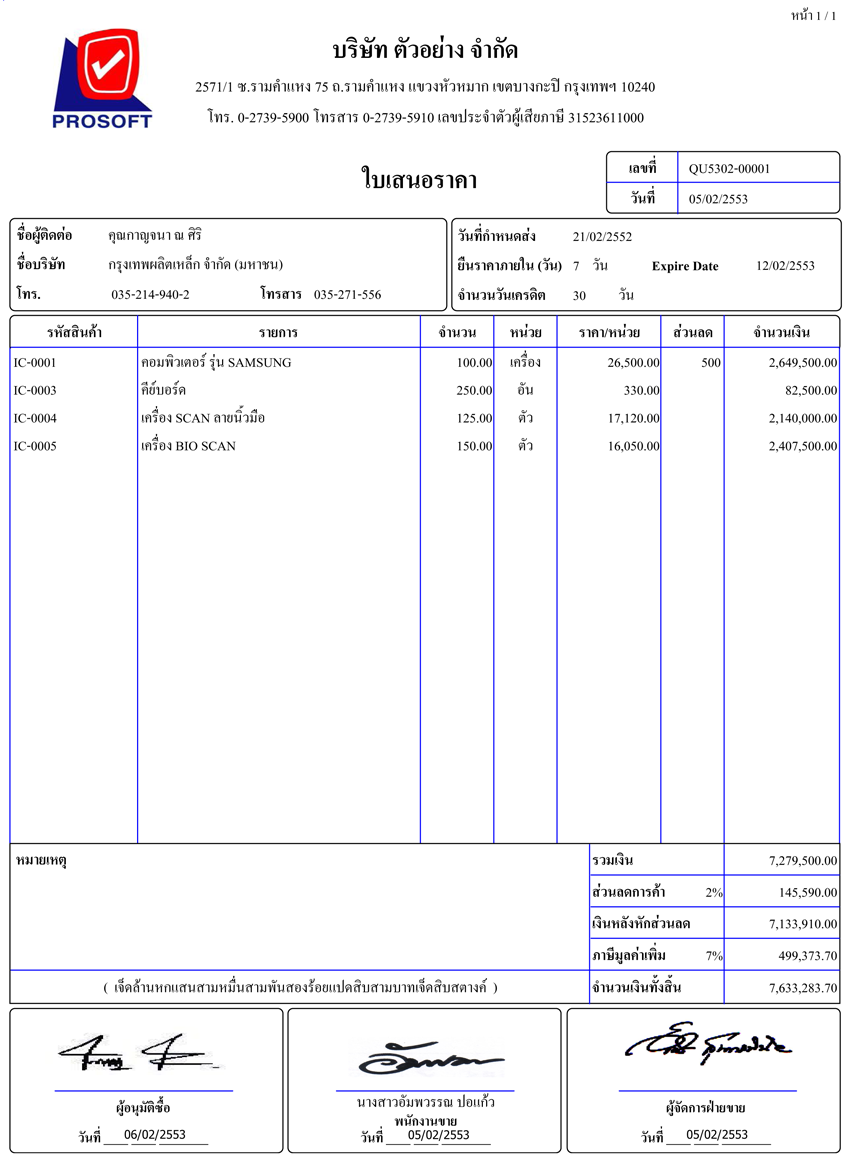 หน้า 1 / 1
PROSOFT
บริษัท ตัวอย่าง จำกัด
2571/1 ซ.รามคำแหง 75 ถ.รามคำแหง แขวงหัวหมาก เขตบางกะปิ กรุงเทพฯ 10240
โทร. 0-2739-5900 โทรสาร 0-2739-5910 เลขประจำตัวผู้เสียภาษี 31523611000
ใบเสนอราคา
เลขที่ QU5302-00001
วันที่ 05/02/2553
ชื่อผู้ติดต่อ คุณกาญจนา ณ ศิริ
ชื่อบริษัท กรุงเทพผลิตเหล็ก จำกัด (มหาชน)
โทร. 035-214-940-2 โทรสาร 035-271-556
วันที่กำหนดส่ง 21/02/2552
ยืนราคาภายใน (วัน) 7 วัน Expire Date 12/02/2553
จำนวนวันเครดิต 30 วัน
รหัสสินค้า รายการ จำนวน หน่วย ราคา/หน่วย ส่วนลด จำนวนเงิน
IC-0001 คอมพิวเตอร์ รุ่น SAMSUNG 100.00 เครื่อง 26,500.00 500 2,649,500.00
IC-0003 คีย์บอร์ด 250.00 อัน 330.00 82,500.00
IC-0004 เครื่อง SCAN ลายนิ้วมือ 125.00 ตัว 17,120.00 2,140,000.00
IC-0005 เครื่อง BIO SCAN 150.00 ตัว 16,050.00 2,407,500.00
หมายเหตุ
รวมเงิน 7,279,500.00
ส่วนลดการค้า 2% 145,590.00
เงินหลังหักส่วนลด 7,133,910.00
ภาษีมูลค่าเพิ่ม 7% 499,373.70
( เจ็ดล้านหกแสนสามหมื่นสามพันสองร้อยแปดสิบสามบาทเจ็ดสิบสตางค์ ) จำนวนเงินทั้งสิ้น 7,633,283.70
ผู้อนุมัติซื้อ
วันที่ 06/02/2553
นางสาวอัมพวรรณ ปอแก้ว
พนักงานขาย
วันที่ 05/02/2553
ผู้จัดการฝ่ายขาย
วันที่ 05/02/2553